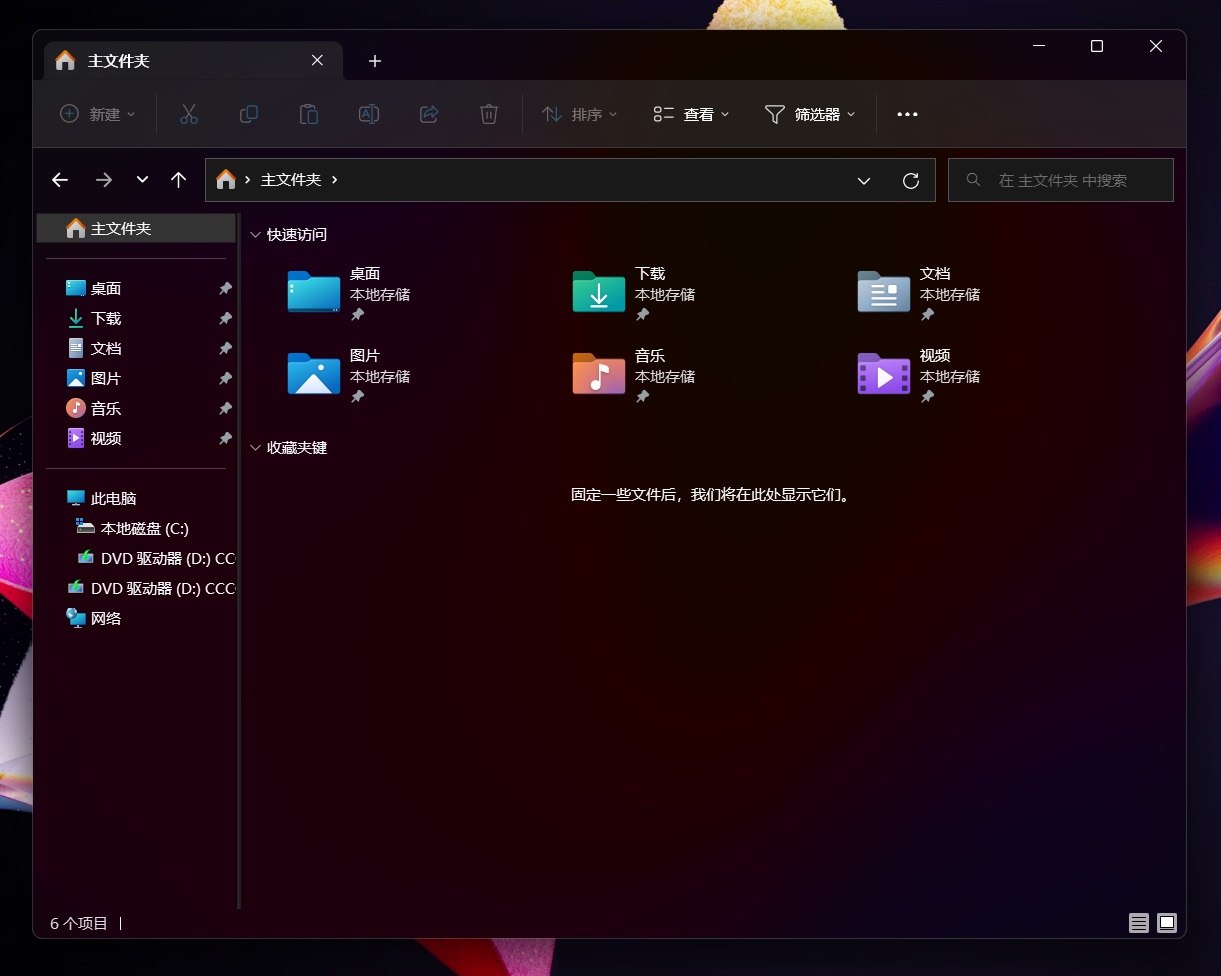 主文件夹
新建
排序
查看
筛选器
主文件夹
在 主文件夹 中搜索
主文件夹
桌面
下载
文档
图片
音乐
视频
此电脑
本地磁盘 (C:)
DVD 驱动器 (D:) CC
DVD 驱动器 (D:) CCC
网络
快速访问
桌面
本地存储
下载
本地存储
文档
本地存储
图片
本地存储
音乐
本地存储
视频
本地存储
收藏夹键
固定一些文件后，我们将在此处显示它们。
6 个项目